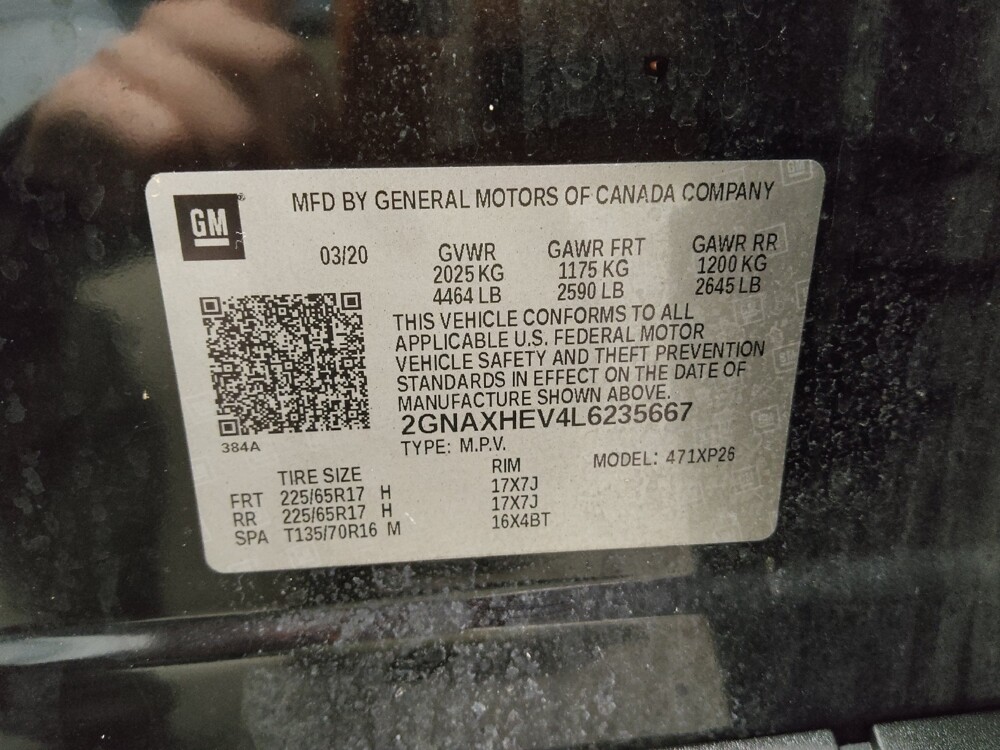 GM
MFD BY GENERAL MOTORS OF CANADA COMPANY
03/20 GVWR GAWR FRT GAWR RR
2025 KG 1175 KG 1200 KG
4464 LB 2590 LB 2645 LB
THIS VEHICLE CONFORMS TO ALL
APPLICABLE U.S. FEDERAL MOTOR
VEHICLE SAFETY AND THEFT PREVENTION
STANDARDS IN EFFECT ON THE DATE OF
MANUFACTURE SHOWN ABOVE.
2GNAXHEV4L6235667
384A
TYPE: M.P.V.
MODEL: 471XP26
TIRE SIZE RIM
FRT 225/65R17 H 17X7J
RR 225/65R17 H 17X7J
SPA T135/70R16 M 16X4BT